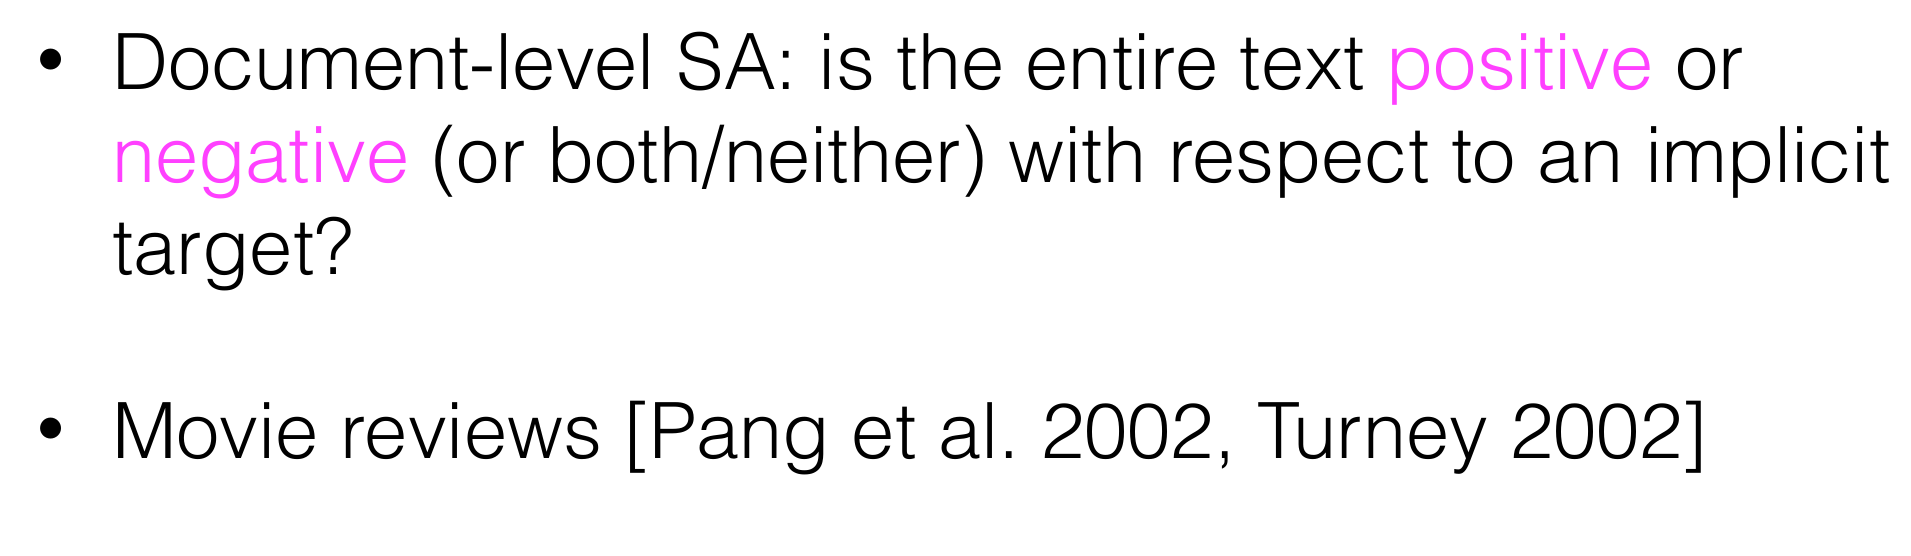 • Document-level SA: is the entire text positive or
negative (or both/neither) with respect to an implicit
target?
• Movie reviews [Pang et al. 2002, Turney 2002]